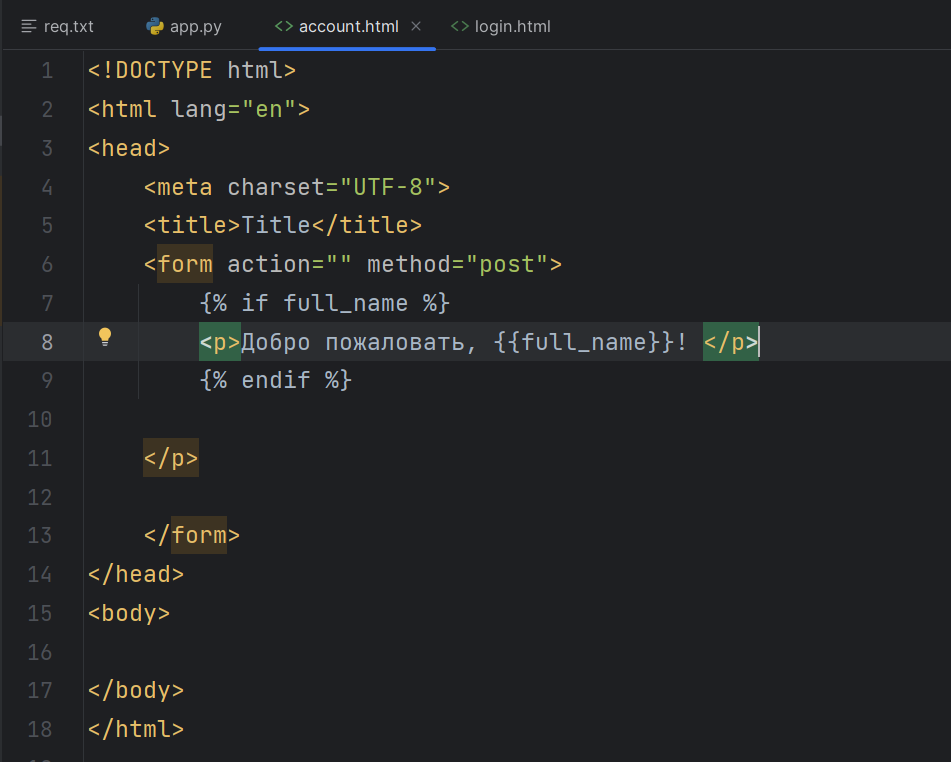 req.txt app.py account.html login.html
1 <!DOCTYPE html>
2 <html lang="en">
3 <head>
4     <meta charset="UTF-8">
5     <title>Title</title>
6     <form action="" method="post">
7         {% if full_name %}
8         <p>Добро пожаловать, {{full_name}}! </p>
9         {% endif %}
10
11     </p>
12
13     </form>
14 </head>
15 <body>
16
17 </body>
18 </html>